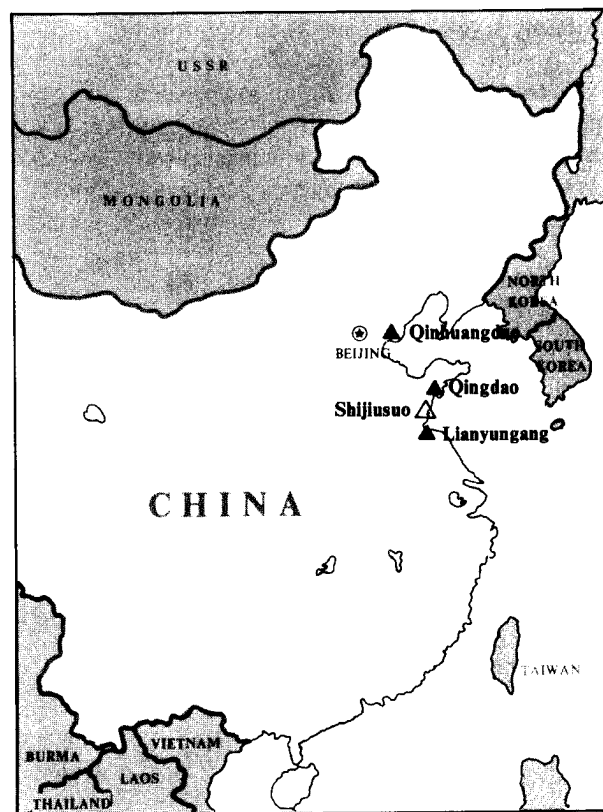 USSR
MONGOLIA
NORTH
KOREA
Qinhuangdao
BEIJING
SOUTH
KOREA
Qingdao
Shijiusuo
Lianyungang
CHINA
TAIWAN
BURMA
VIETNAM
LAOS
THAILAND